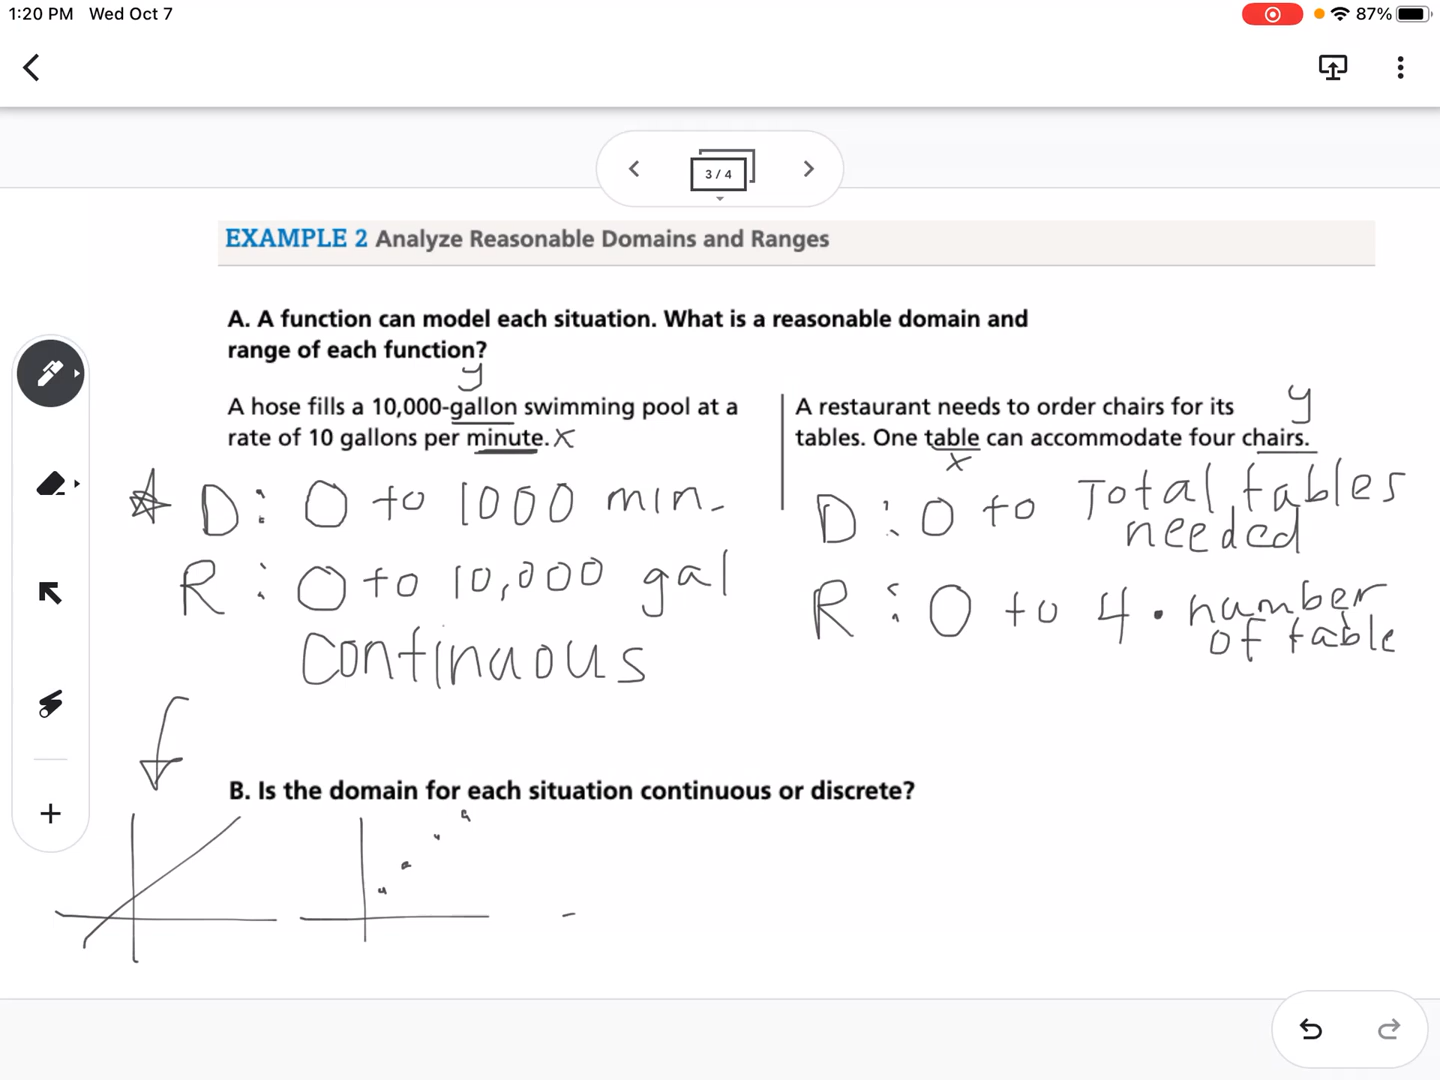 1:20 PM Wed Oct 7
87%
3 / 4
EXAMPLE 2 Analyze Reasonable Domains and Ranges
A. A function can model each situation. What is a reasonable domain and
range of each function?
y
A hose fills a 10,000-gallon swimming pool at a
rate of 10 gallons per minute. x
D: 0 to 1000 min.
R: 0 to 10,000 gal
Continuous
y
A restaurant needs to order chairs for its
tables. One table can accommodate four chairs.
x
D: 0 to Total tables
needed
R: 0 to 4 · number
of table
B. Is the domain for each situation continuous or discrete?